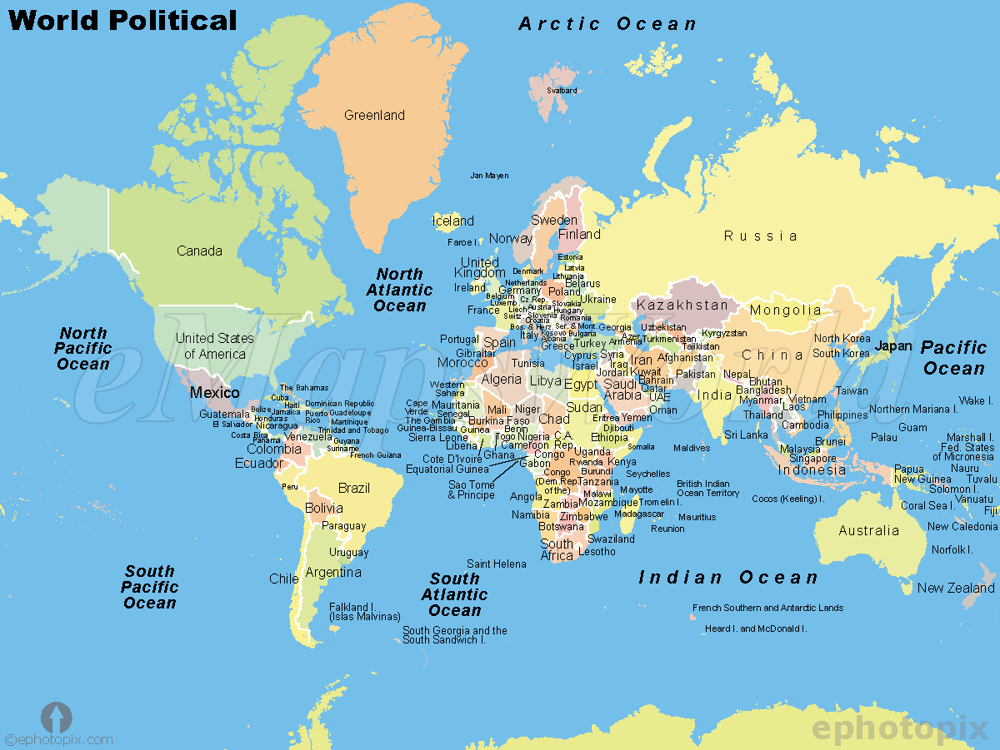 World Political
Arctic Ocean
Svalbard
Greenland
Jan Mayen
Iceland
Sweden
Norway
Finland
Russia
Faroe I.
Canada
Estonia
Latvia
Lithuania
United
Kingdom
Denmark
Ireland
Netherlands
Belarus
Germany
Poland
Belgium
Luxemb.
Cz. Rep.
Slovakia
Ukraine
France
Liech.
Austria
Hungary
Switz.
Slovenia
Romania
Croatia
Bos. & Herz.
Ser. & Mont.
Italy
Kosovo
Bulgaria
Albania
Greece
Kazakhstan
Mongolia
Georgia
Uzbekistan
Kyrgyzstan
Azer.
Armenia
Turkmenistan
Tajikistan
North
Atlantic
Ocean
North
Pacific
Ocean
United States
of America
Portugal
Spain
Gibraltar
Turkey
Cyprus
Syria
Israel
Iraq
Jordan
Iran
Kuwait
Afghanistan
China
North Korea
South Korea
Japan
Pacific
Ocean
Morocco
Tunisia
Algeria
Libya
Egypt
Saudi
Arabia
Bahrain
Qatar
UAE
Oman
Pakistan
India
Nepal
Bhutan
Bangladesh
Myanmar
Laos
Vietnam
Thailand
Cambodia
Taiwan
Philippines
Northern Mariana I.
Wake I.
Guam
Palau
Marshall I.
Fed. States
of Micronesia
Mexico
The Bahamas
Cuba
Haiti
Dominican Republic
Guatemala
Belize
Jamaica
Puerto
Rico
Guadeloupe
Honduras
El Salvador
Nicaragua
Martinique
Trinidad and Tobago
Costa Rica
Panama
Venezuela
Guyana
Suriname
French Guiana
Colombia
Ecuador
Peru
Brazil
Bolivia
Paraguay
Uruguay
Chile
Argentina
Western
Sahara
Cape
Verde
Mauritania
Senegal
The Gambia
Guinea-Bissau
Guinea
Sierra Leone
Liberia
Mali
Niger
Burkina Faso
Chad
Sudan
Eritrea
Yemen
Djibouti
Ethiopia
Somalia
Benin
Togo
Nigeria
C.A.
Rep.
Cameroon
Cote D'Ivoire
Ghana
Equatorial Guinea
Gabon
Congo
Uganda
Kenya
Rwanda
Burundi
Congo
(Dem.Rep.
of the)
Tanzania
Sao Tome
& Principe
Angola
Malawi
Zambia
Mozambique
Namibia
Zimbabwe
Botswana
Swaziland
South
Africa
Lesotho
Madagascar
Seychelles
Mayotte
Tromelin I.
Mauritius
Reunion
Maldives
Sri Lanka
British Indian
Ocean Territory
Cocos (Keeling) I.
Brunei
Malaysia
Singapore
Indonesia
Papua
New Guinea
Nauru
Tuvalu
Solomon I.
Vanuatu
Coral Sea I.
Fiji
New Caledonia
Australia
Norfolk I.
New Zealand
Saint Helena
South
Pacific
Ocean
South
Atlantic
Ocean
Indian Ocean
Falkland I.
(Islas Malvinas)
South Georgia and the
South Sandwich I.
French Southern and Antarctic Lands
Heard I. and McDonald I.
©ephotopix.com
ephotopix